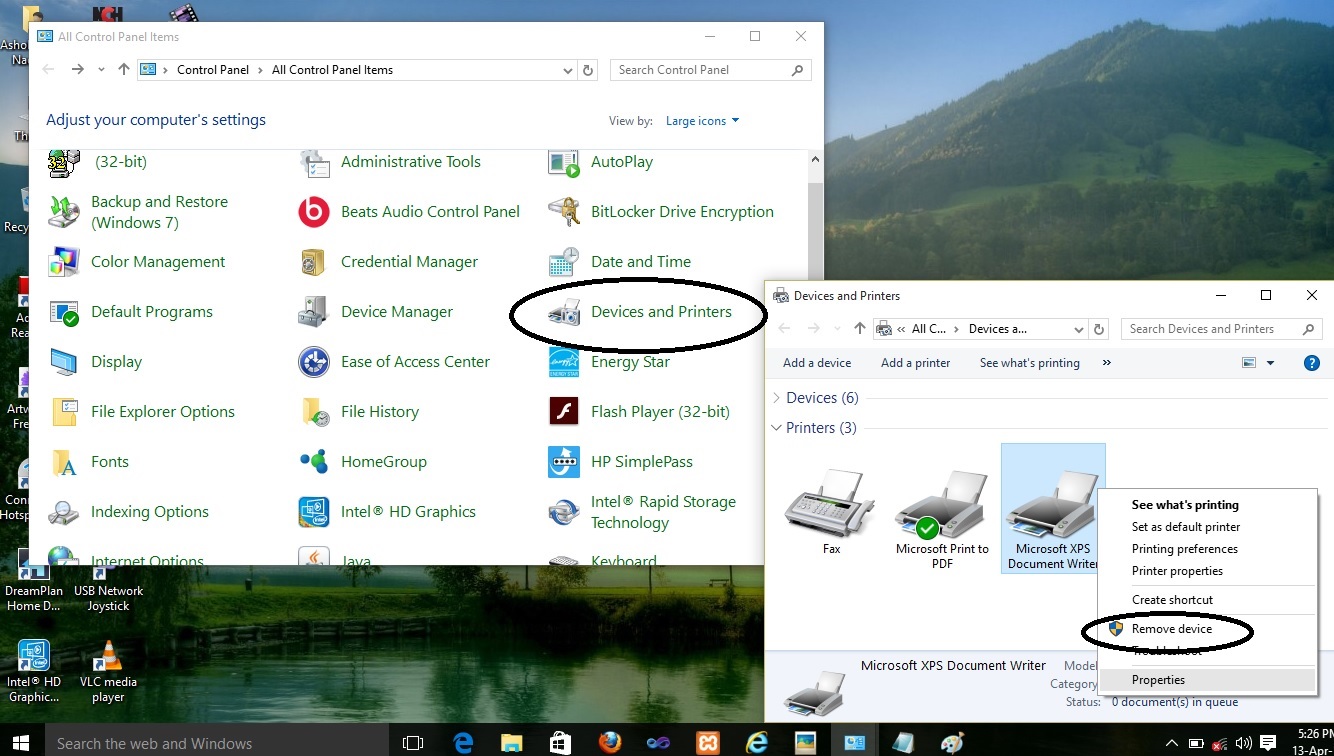 NCH
Asho
Na
Th
Recy
Ad
Rea
Artw
Fre
Conn
Hotsp
DreamPlan
Home D...
USB Network
Joystick
Intel® HD
Graphic...
VLC media
player
All Control Panel Items
Control Panel > All Control Panel Items
Search Control Panel
Adjust your computer's settings
View by: Large icons
(32-bit)
Administrative Tools
AutoPlay
Backup and Restore
(Windows 7)
Beats Audio Control Panel
BitLocker Drive Encryption
Color Management
Credential Manager
Date and Time
Default Programs
Device Manager
Devices and Printers
Display
Ease of Access Center
Energy Star
File Explorer Options
File History
Flash Player (32-bit)
Fonts
HomeGroup
HP SimplePass
Indexing Options
Intel® HD Graphics
Intel® Rapid Storage
Technology
Internet Options
Java
Keyboard
Devices and Printers
« All C... > Devices a...
Search Devices and Printers
Add a device
Add a printer
See what's printing
»
Devices (6)
Printers (3)
Fax
Microsoft Print to
PDF
Microsoft XPS
Document Writer
See what's printing
Set as default printer
Printing preferences
Printer properties
Create shortcut
Remove device
Troubleshoot
Properties
Microsoft XPS Document Writer
Model
Category
Status: 0 document(s) in queue
Search the web and Windows
5:26 PM
13-Apr-